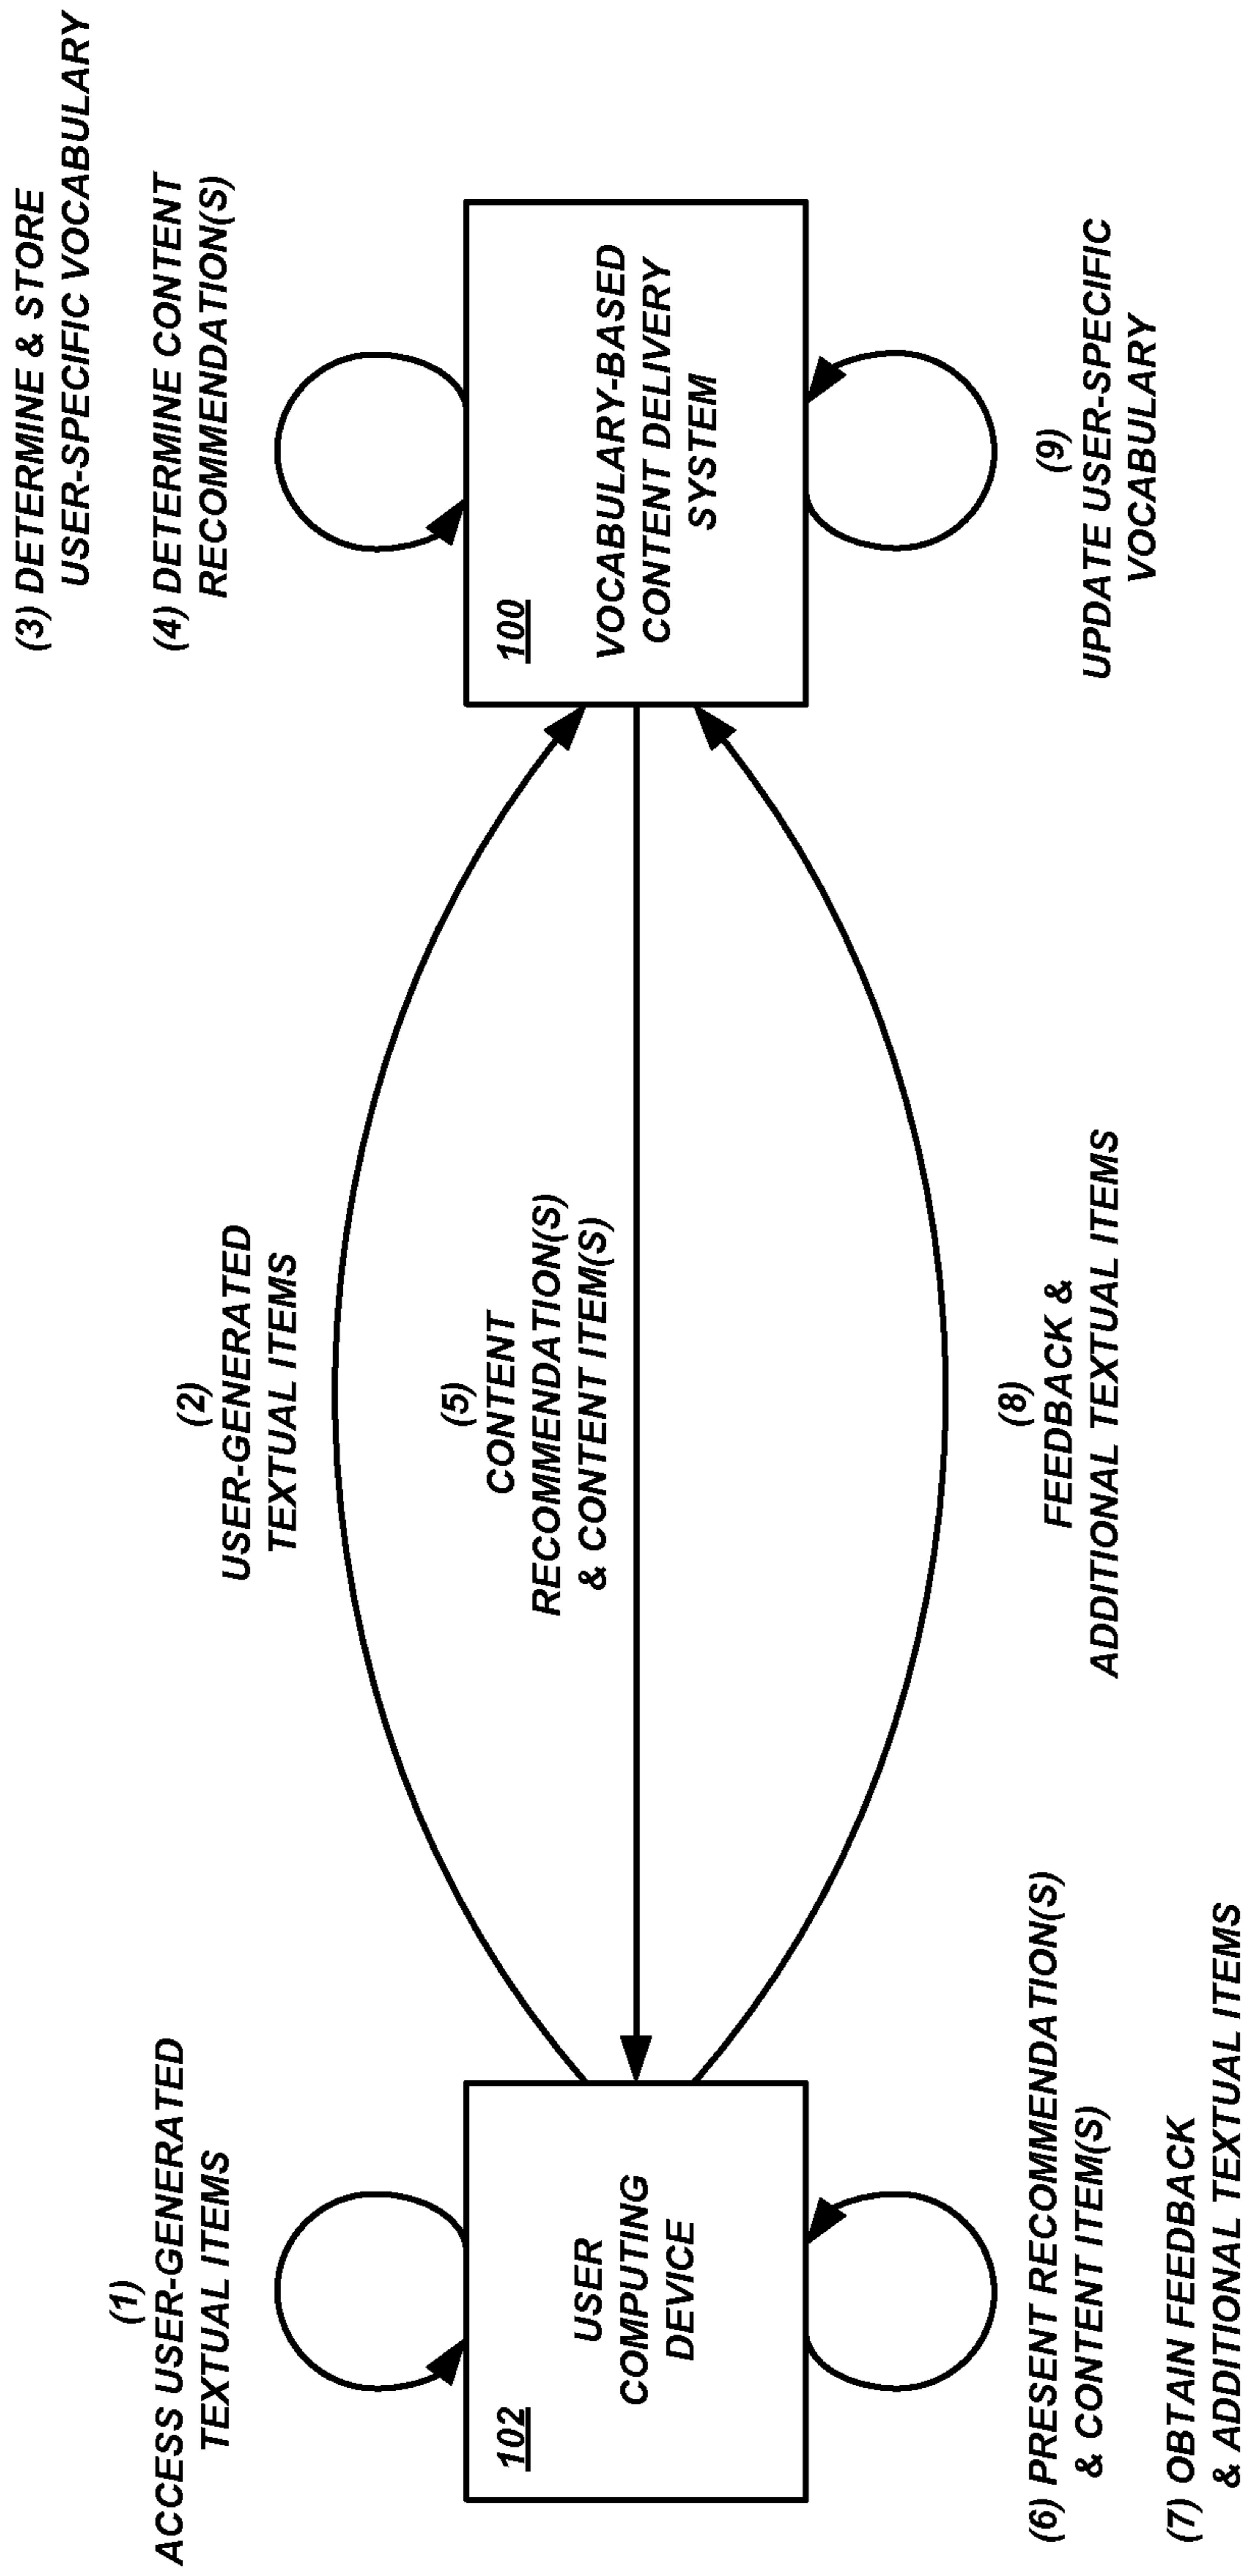 (1)
ACCESS USER-GENERATED
TEXTUAL ITEMS
(2)
USER-GENERATED
TEXTUAL ITEMS
(3) DETERMINE & STORE
USER-SPECIFIC VOCABULARY
(4) DETERMINE CONTENT
RECOMMENDATION(S)
102
USER
COMPUTING
DEVICE
(5)
CONTENT
RECOMMENDATION(S)
& CONTENT ITEM(S)
100
VOCABULARY-BASED
CONTENT DELIVERY
SYSTEM
(6) PRESENT RECOMMENDATION(S)
& CONTENT ITEM(S)
(7) OBTAIN FEEDBACK
& ADDITIONAL TEXTUAL ITEMS
(8)
FEEDBACK &
ADDITIONAL TEXTUAL ITEMS
(9)
UPDATE USER-SPECIFIC
VOCABULARY